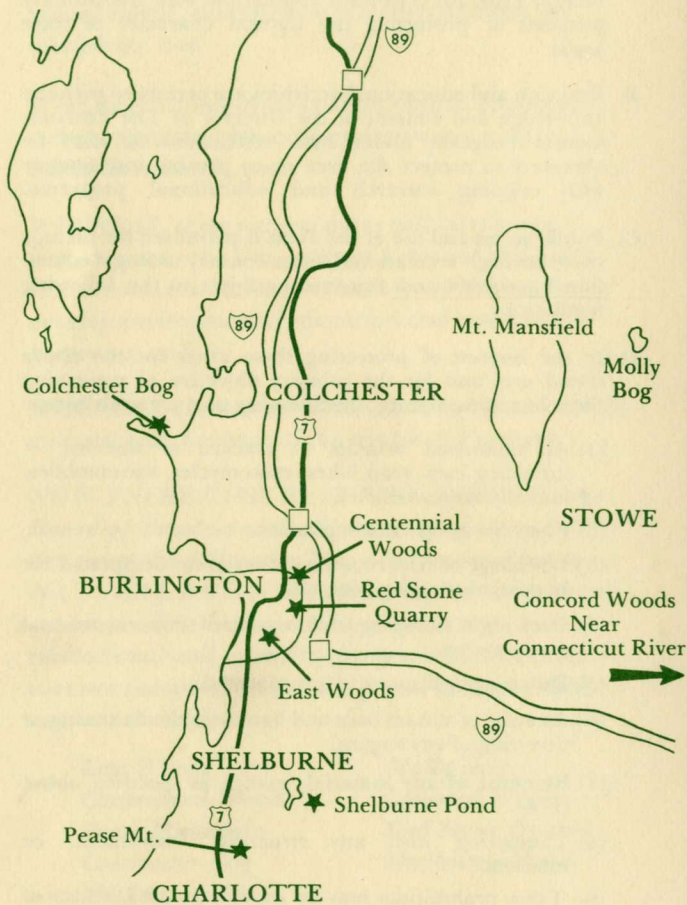 89
89
Mt. Mansfield
Molly
Bog
Colchester Bog
COLCHESTER
7
STOWE
Centennial
Woods
BURLINGTON
Red Stone
Quarry
Concord Woods
Near
Connecticut River
East Woods
89
SHELBURNE
Shelburne Pond
7
Pease Mt.
CHARLOTTE